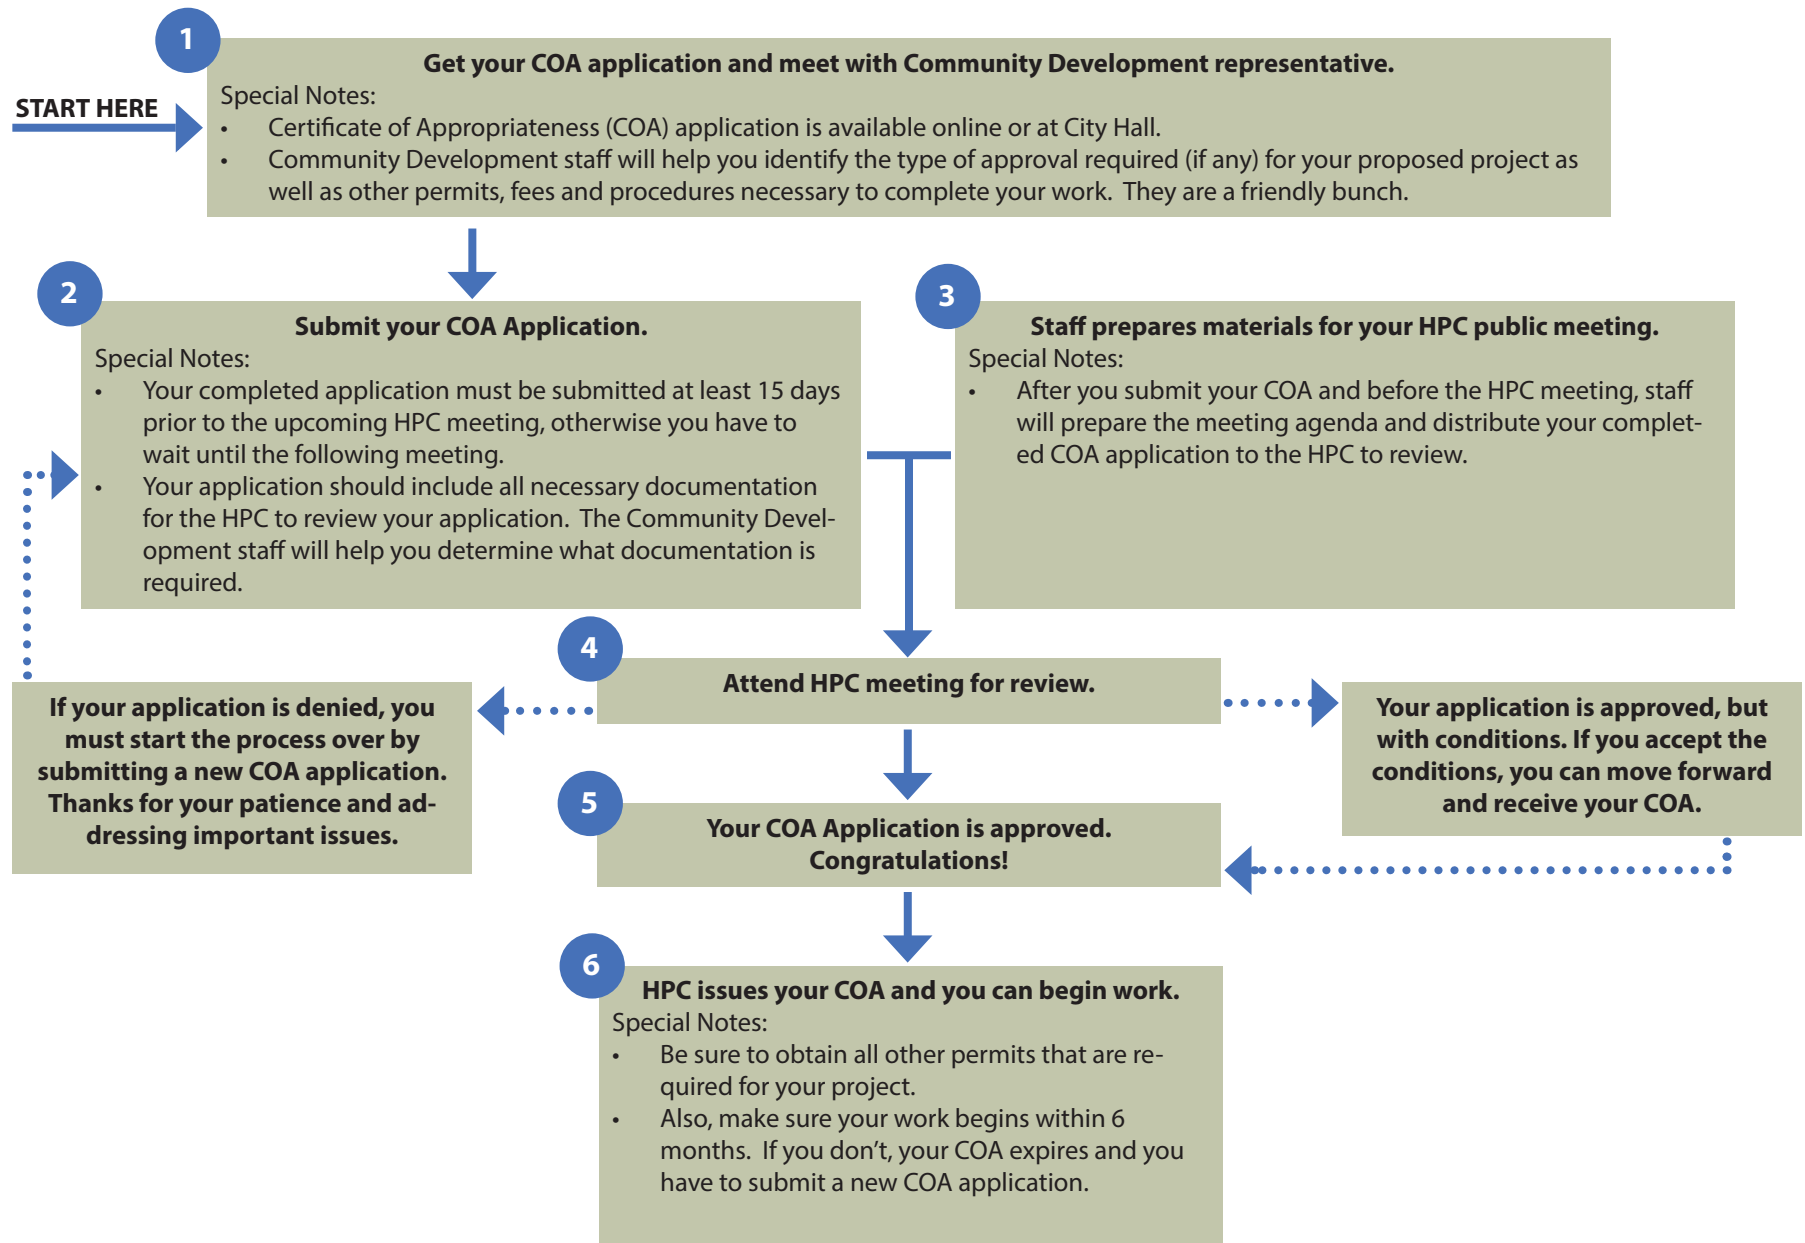 1
Get your COA application and meet with Community Development representative.
START HERE
Special Notes:
• Certificate of Appropriateness (COA) application is available online or at City Hall.
• Community Development staff will help you identify the type of approval required (if any) for your proposed project as
well as other permits, fees and procedures necessary to complete your work. They are a friendly bunch.
2
Submit your COA Application.
Special Notes:
• Your completed application must be submitted at least 15 days
prior to the upcoming HPC meeting, otherwise you have to
wait until the following meeting.
• Your application should include all necessary documentation
for the HPC to review your application. The Community Devel-
opment staff will help you determine what documentation is
required.
3
Staff prepares materials for your HPC public meeting.
Special Notes:
• After you submit your COA and before the HPC meeting, staff
will prepare the meeting agenda and distribute your complet-
ed COA application to the HPC to review.
4
Attend HPC meeting for review.
If your application is denied, you
must start the process over by
submitting a new COA application.
Thanks for your patience and ad-
dressing important issues.
Your application is approved, but
with conditions. If you accept the
conditions, you can move forward
and receive your COA.
5
Your COA Application is approved.
Congratulations!
6
HPC issues your COA and you can begin work.
Special Notes:
• Be sure to obtain all other permits that are re-
quired for your project.
• Also, make sure your work begins within 6
months. If you don't, your COA expires and you
have to submit a new COA application.